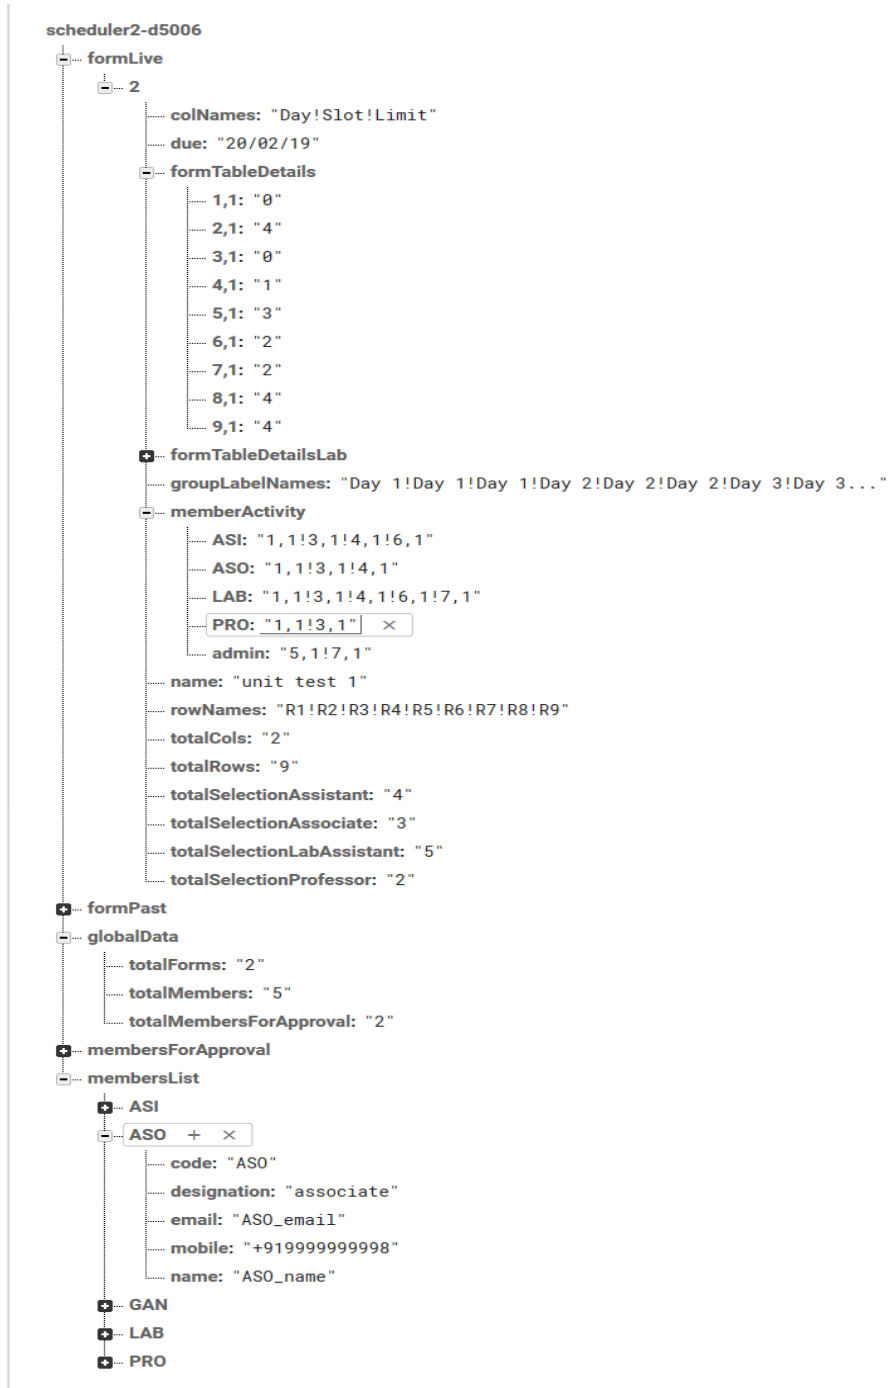 scheduler2-d5006
formLive
2
colNames: "Day!Slot!Limit"
due: "20/02/19"
formTableDetails
1,1: "0"
2,1: "4"
3,1: "0"
4,1: "1"
5,1: "3"
6,1: "2"
7,1: "2"
8,1: "4"
9,1: "4"
formTableDetailsLab
groupLabelNames: "Day 1!Day 1!Day 1!Day 2!Day 2!Day 2!Day 3!Day 3..."
memberActivity
ASI: "1,1!3,1!4,1!6,1"
ASO: "1,1!3,1!4,1"
LAB: "1,1!3,1!4,1!6,1!7,1"
PRO: "1,1!3,1" ×
admin: "5,1!7,1"
name: "unit test 1"
rowNames: "R1!R2!R3!R4!R5!R6!R7!R8!R9"
totalCols: "2"
totalRows: "9"
totalSelectionAssistant: "4"
totalSelectionAssociate: "3"
totalSelectionLabAssistant: "5"
totalSelectionProfessor: "2"
formPast
globalData
totalForms: "2"
totalMembers: "5"
totalMembersForApproval: "2"
membersForApproval
membersList
ASI
ASO + ×
code: "ASO"
designation: "associate"
email: "ASO_email"
mobile: "+919999999998"
name: "ASO_name"
GAN
LAB
PRO